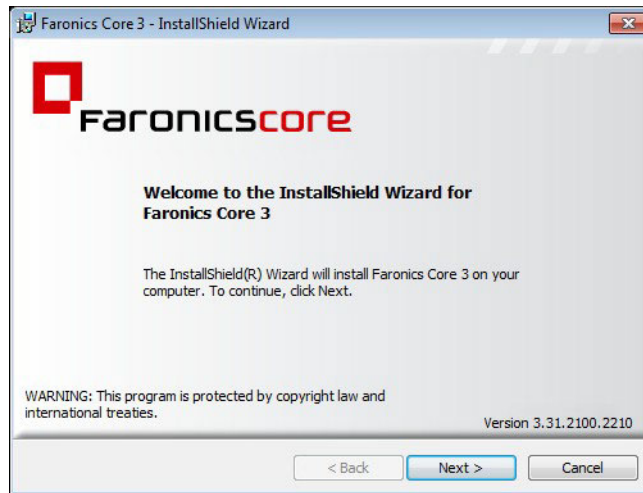 Faronics Core 3 - InstallShield Wizard
Faronicscore
Welcome to the InstallShield Wizard for
Faronics Core 3
The InstallShield(R) Wizard will install Faronics Core 3 on your
computer. To continue, click Next.
WARNING: This program is protected by copyright law and
international treaties.
Version 3.31.2100.2210
< Back
Next >
Cancel